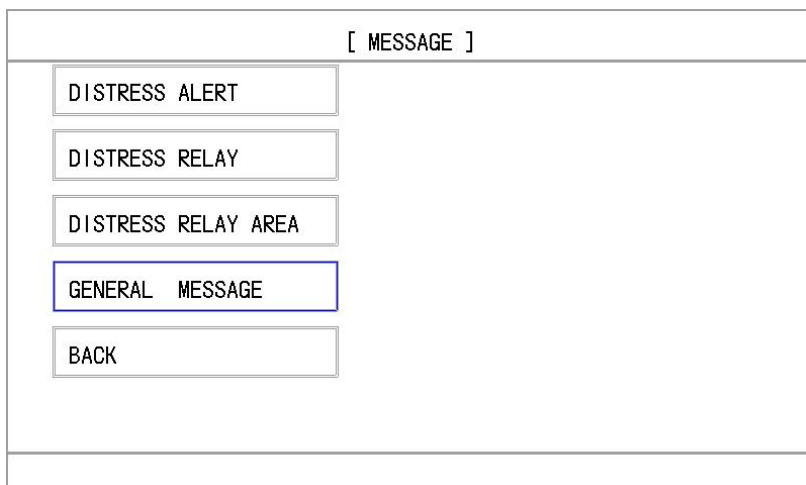 [ MESSAGE ]
DISTRESS ALERT
DISTRESS RELAY
DISTRESS RELAY AREA
GENERAL  MESSAGE
BACK